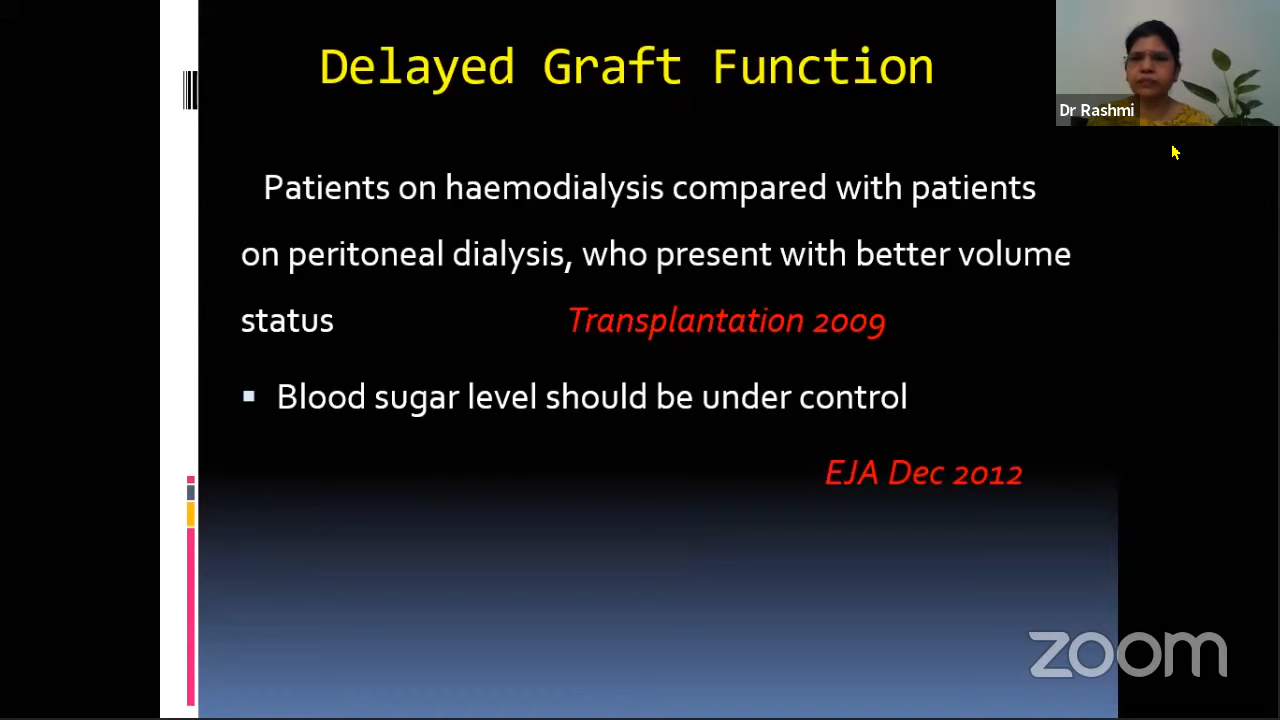 Delayed Graft Function
Dr Rashmi
Patients on haemodialysis compared with patients
on peritoneal dialysis, who present with better volume
status Transplantation 2009
Blood sugar level should be under control
EJA Dec 2012
zoom